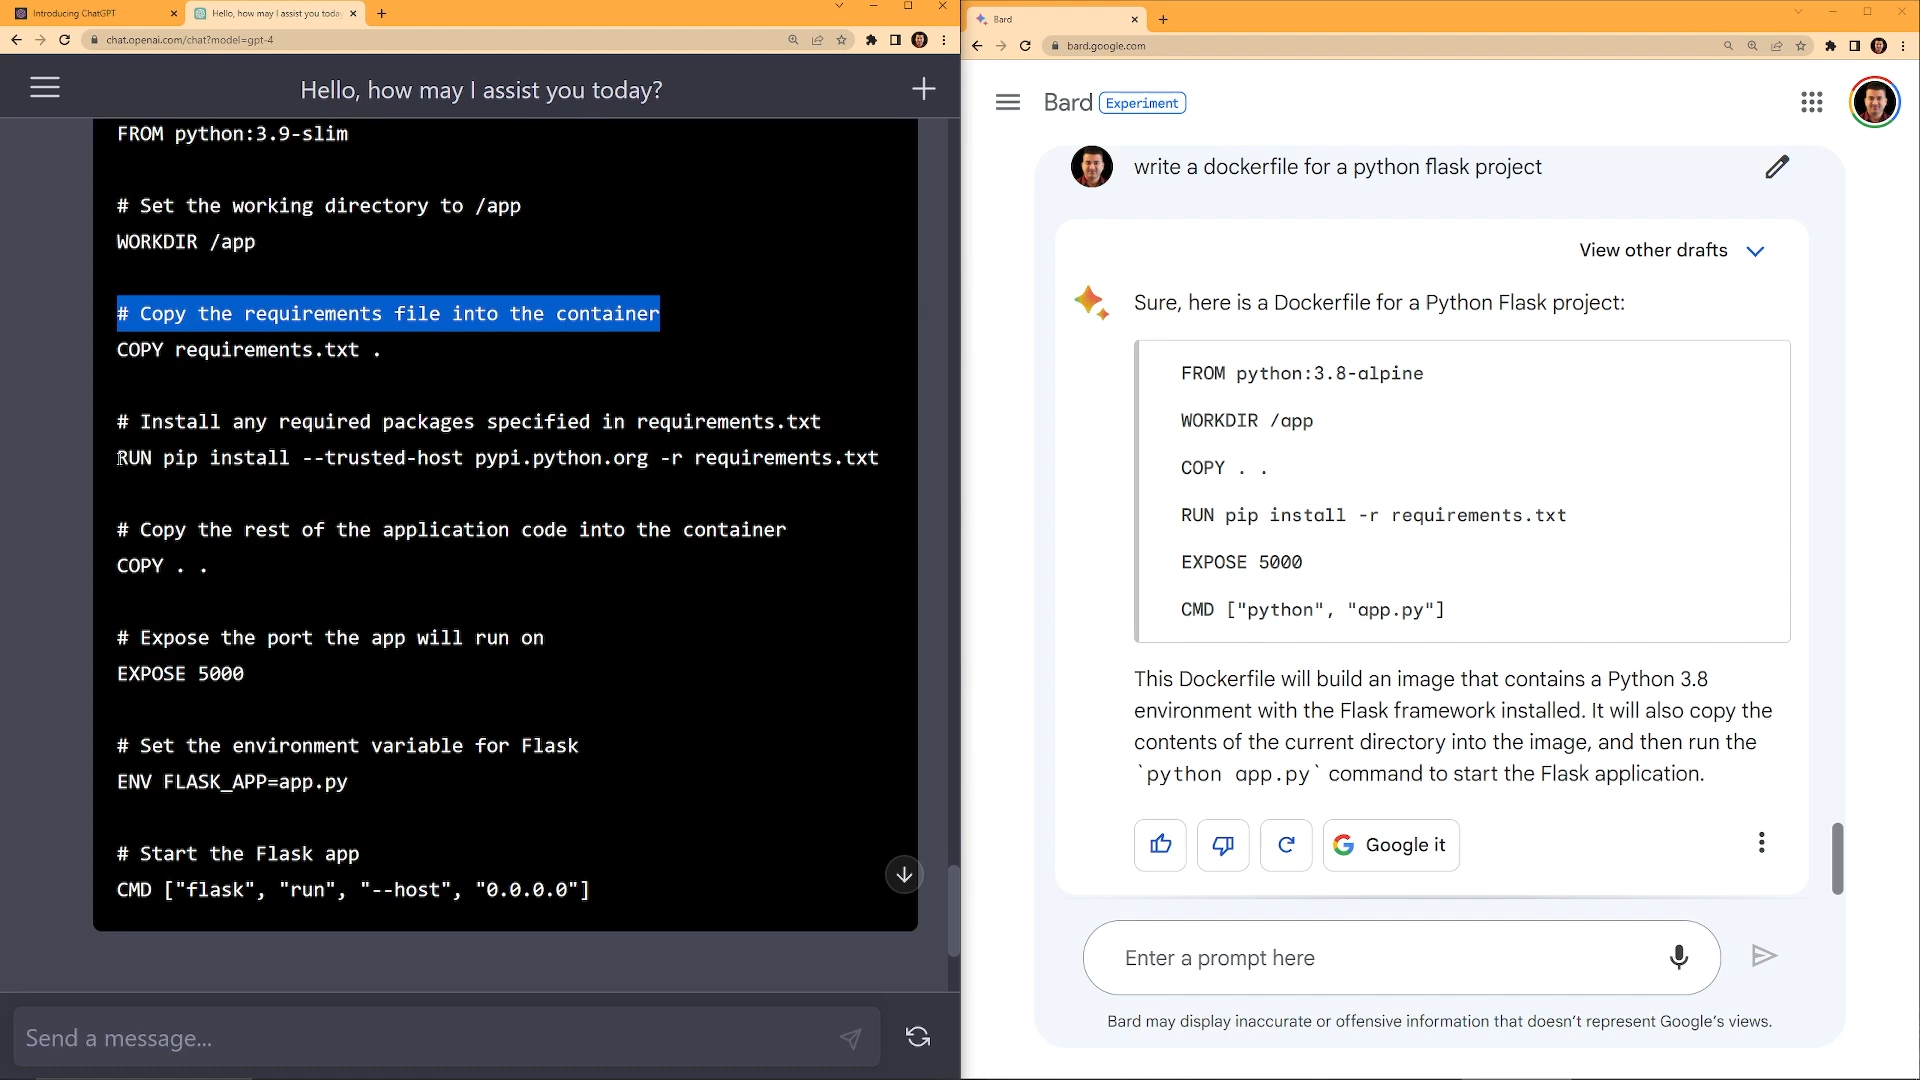 Introducing ChatGPT
Hello, how may I assist you today
chat.openai.com/chat?model=gpt-4
Hello, how may I assist you today?
FROM python:3.9-slim
# Set the working directory to /app
WORKDIR /app
# Copy the requirements file into the container
COPY requirements.txt .
# Install any required packages specified in requirements.txt
RUN pip install --trusted-host pypi.python.org -r requirements.txt
# Copy the rest of the application code into the container
COPY . .
# Expose the port the app will run on
EXPOSE 5000
# Set the environment variable for Flask
ENV FLASK_APP=app.py
# Start the Flask app
CMD ["flask", "run", "--host", "0.0.0.0"]
Send a message...
Bard
bard.google.com
Bard Experiment
write a dockerfile for a python flask project
View other drafts
Sure, here is a Dockerfile for a Python Flask project:
FROM python:3.8-alpine
WORKDIR /app
COPY . .
RUN pip install -r requirements.txt
EXPOSE 5000
CMD ["python", "app.py"]
This Dockerfile will build an image that contains a Python 3.8
environment with the Flask framework installed. It will also copy the
contents of the current directory into the image, and then run the
`python app.py` command to start the Flask application.
Google it
Enter a prompt here
Bard may display inaccurate or offensive information that doesn't represent Google's views.